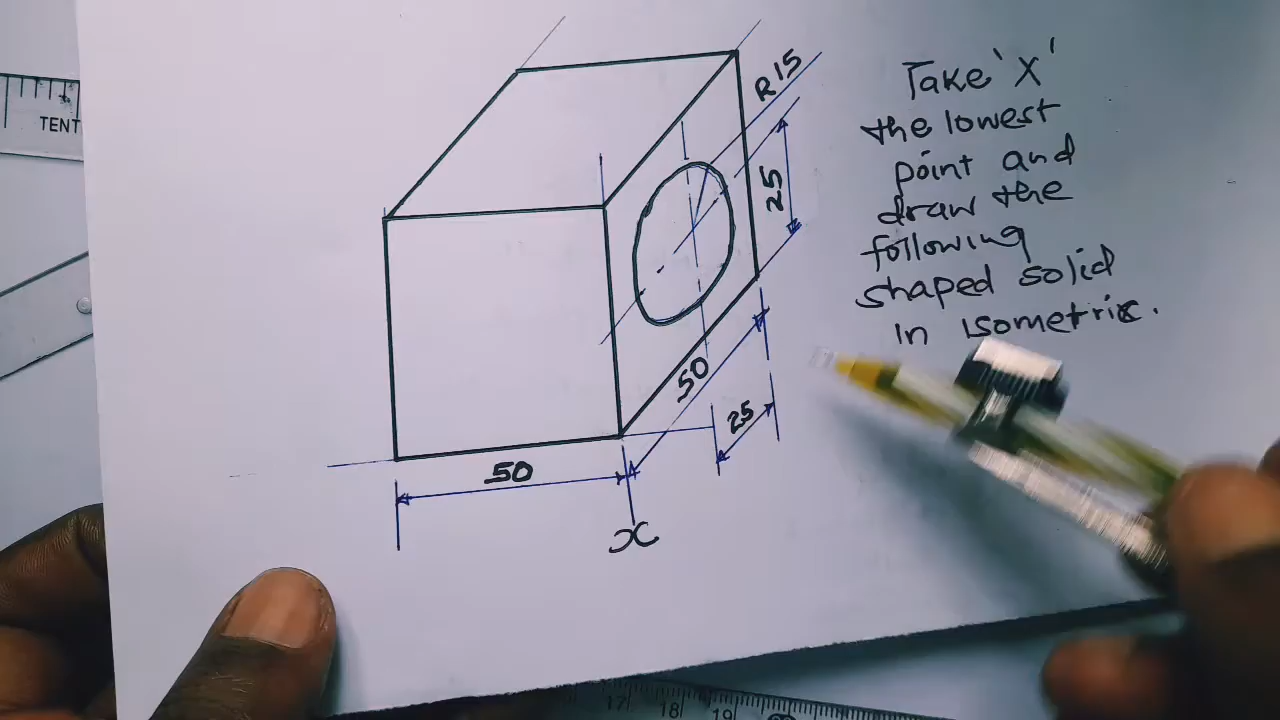 Take 'X'
the lowest
point and
draw the
following
shaped solid
in isometric.
R15
25
50
25
50
x
TENT
17 18 19